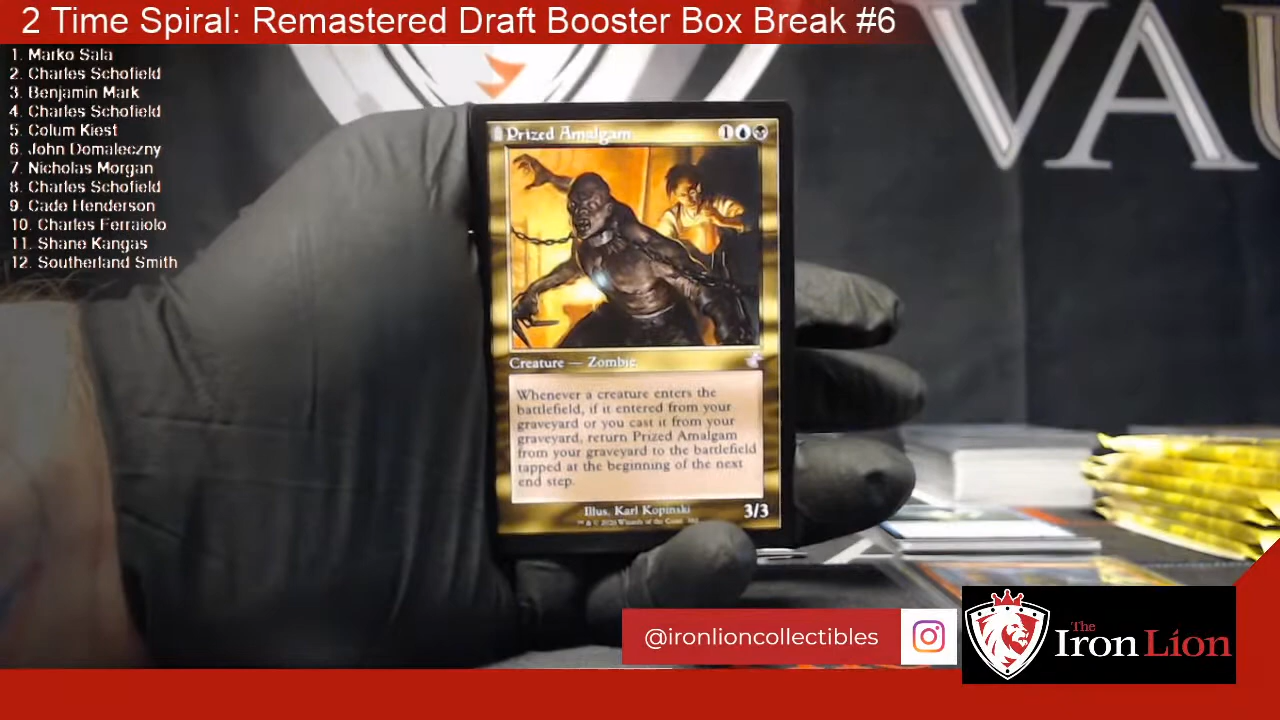 2 Time Spiral: Remastered Draft Booster Box Break #6
1. Marko Sala
2. Charles Schofield
3. Benjamin Mark
4. Charles Schofield
5. Colum Kiest
6. John Domaleczny
7. Nicholas Morgan
8. Charles Schofield
9. Cade Henderson
10. Charles Ferraiolo
11. Shane Kangas
12. Southerland Smith
VAU
Prized Amalgam 1
Creature — Zombie
Whenever a creature enters the
battlefield, if it entered from your
graveyard or you cast it from your
graveyard, return Prized Amalgam
from your graveyard to the battlefield
tapped at the beginning of the next
end step.
Illus. Karl Kopinski
3/3
@ironlioncollectibles
The
Iron Lion